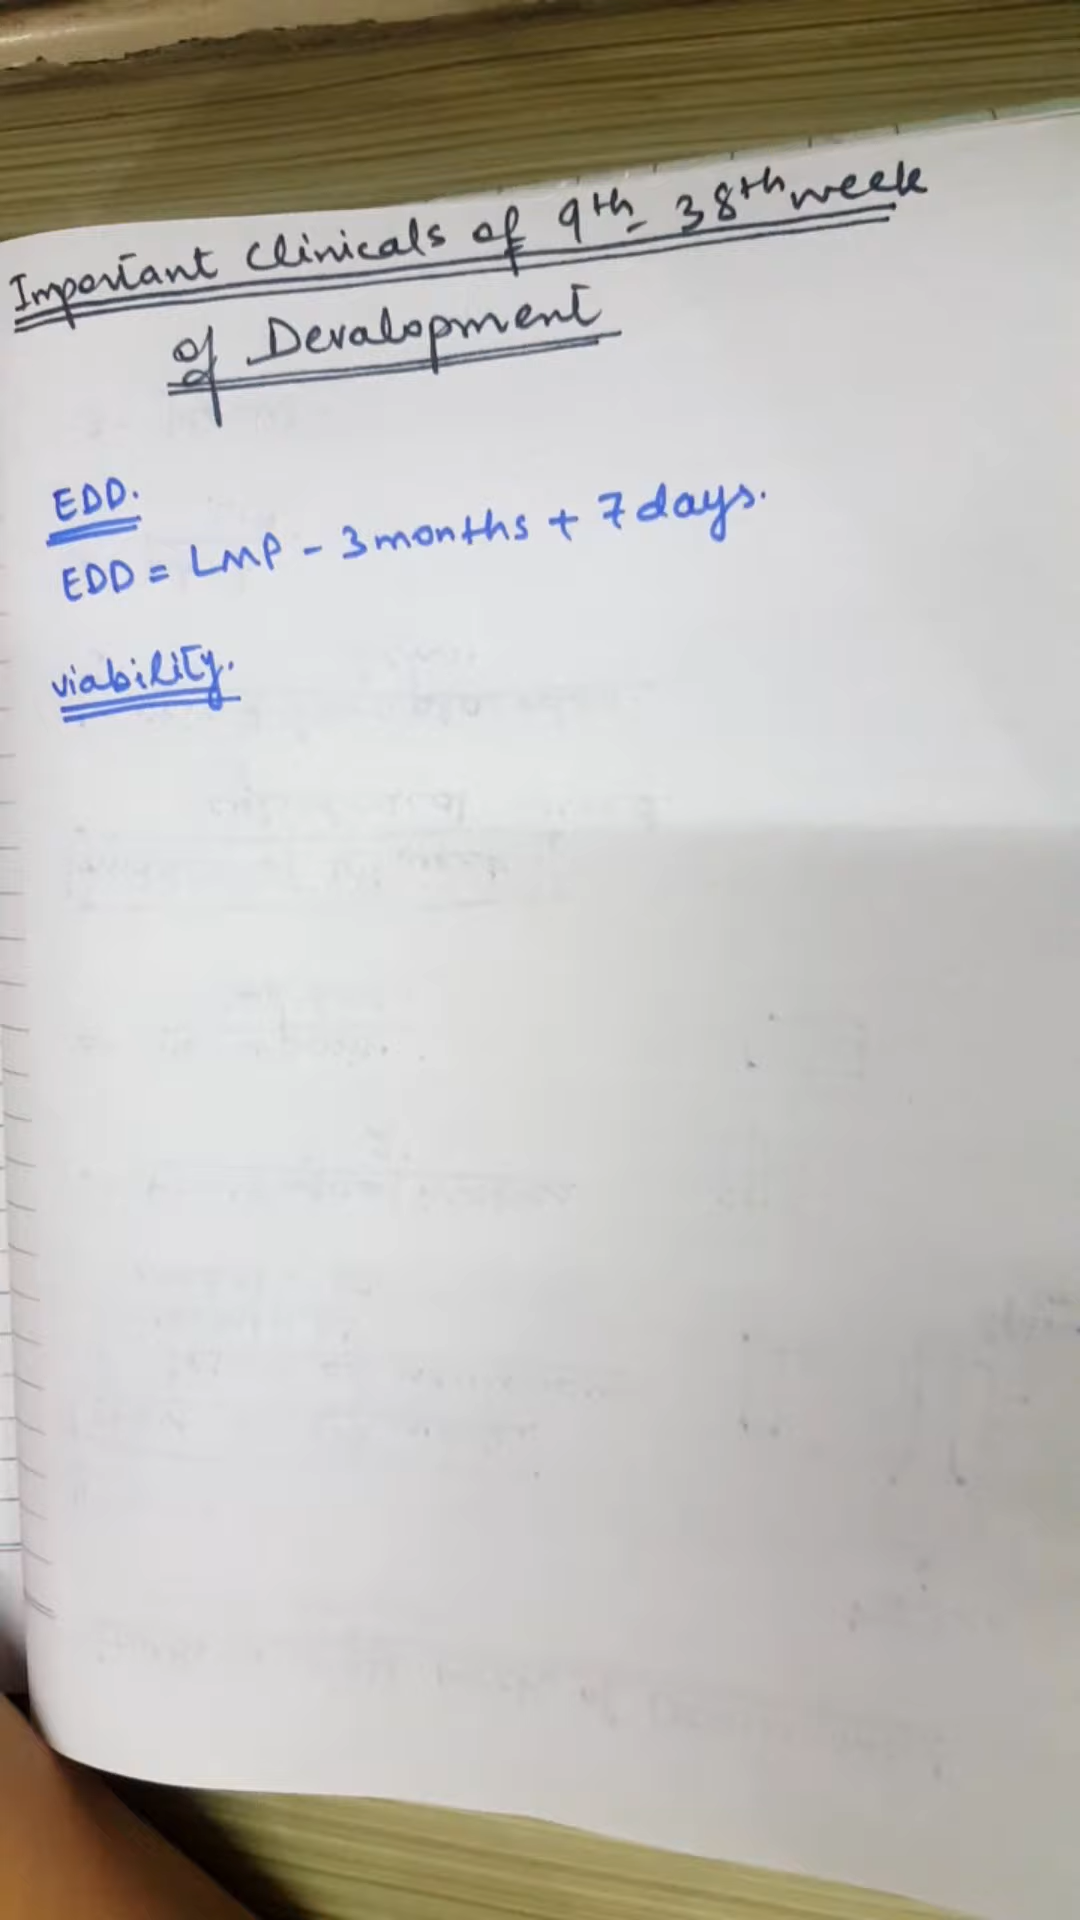 Important Clinicals of 9th- 38th week
of Devalopment
EDD.
EDD = LMP - 3 months + 7 days.
viability.